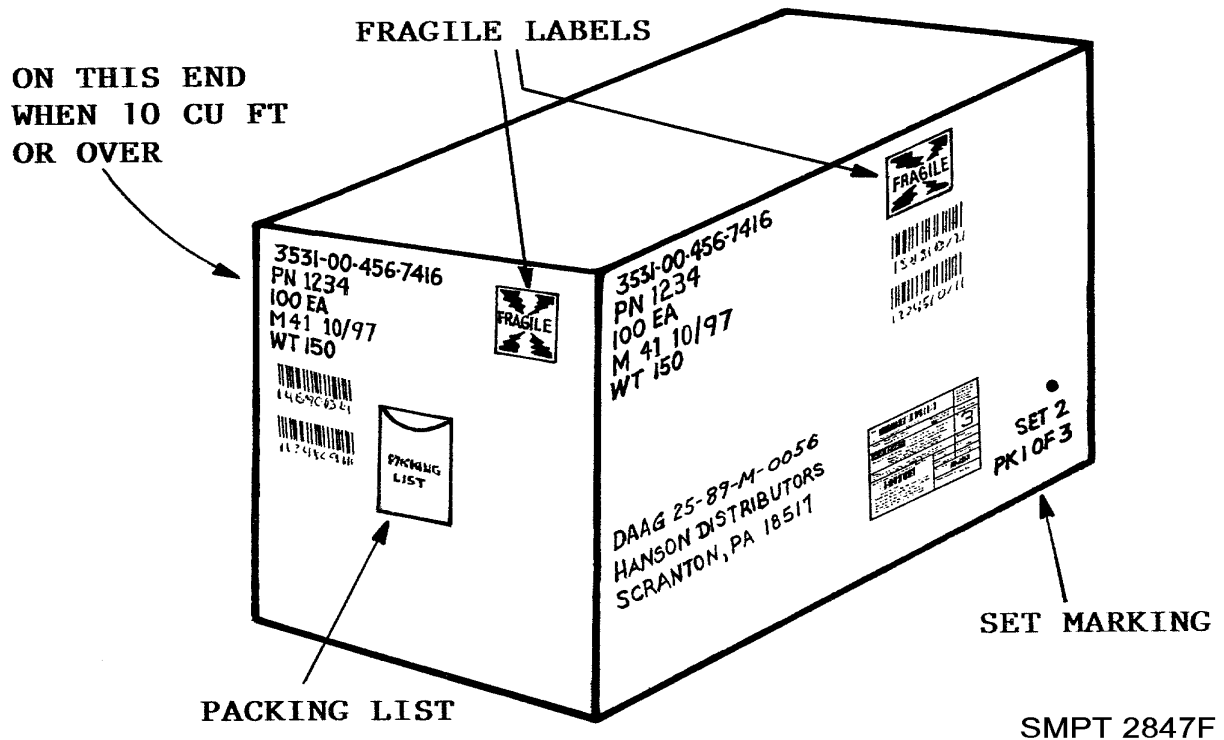 FRAGILE LABELS
ON THIS END
WHEN 10 CU FT
OR OVER
3531-00-456-7416
PN 1234
100 EA
M 41 10/97
WT 150
FRAGILE
PACKING
LIST
3531-00-456-7416
PN 1234
100 EA
M 41 10/97
WT 150
FRAGILE
DAAG 25-89-M-0056
HANSON DISTRIBUTORS
SCRANTON, PA 18517
3
SET 2
PK 1 OF 3
SET MARKING
PACKING LIST
SMPT 2847F